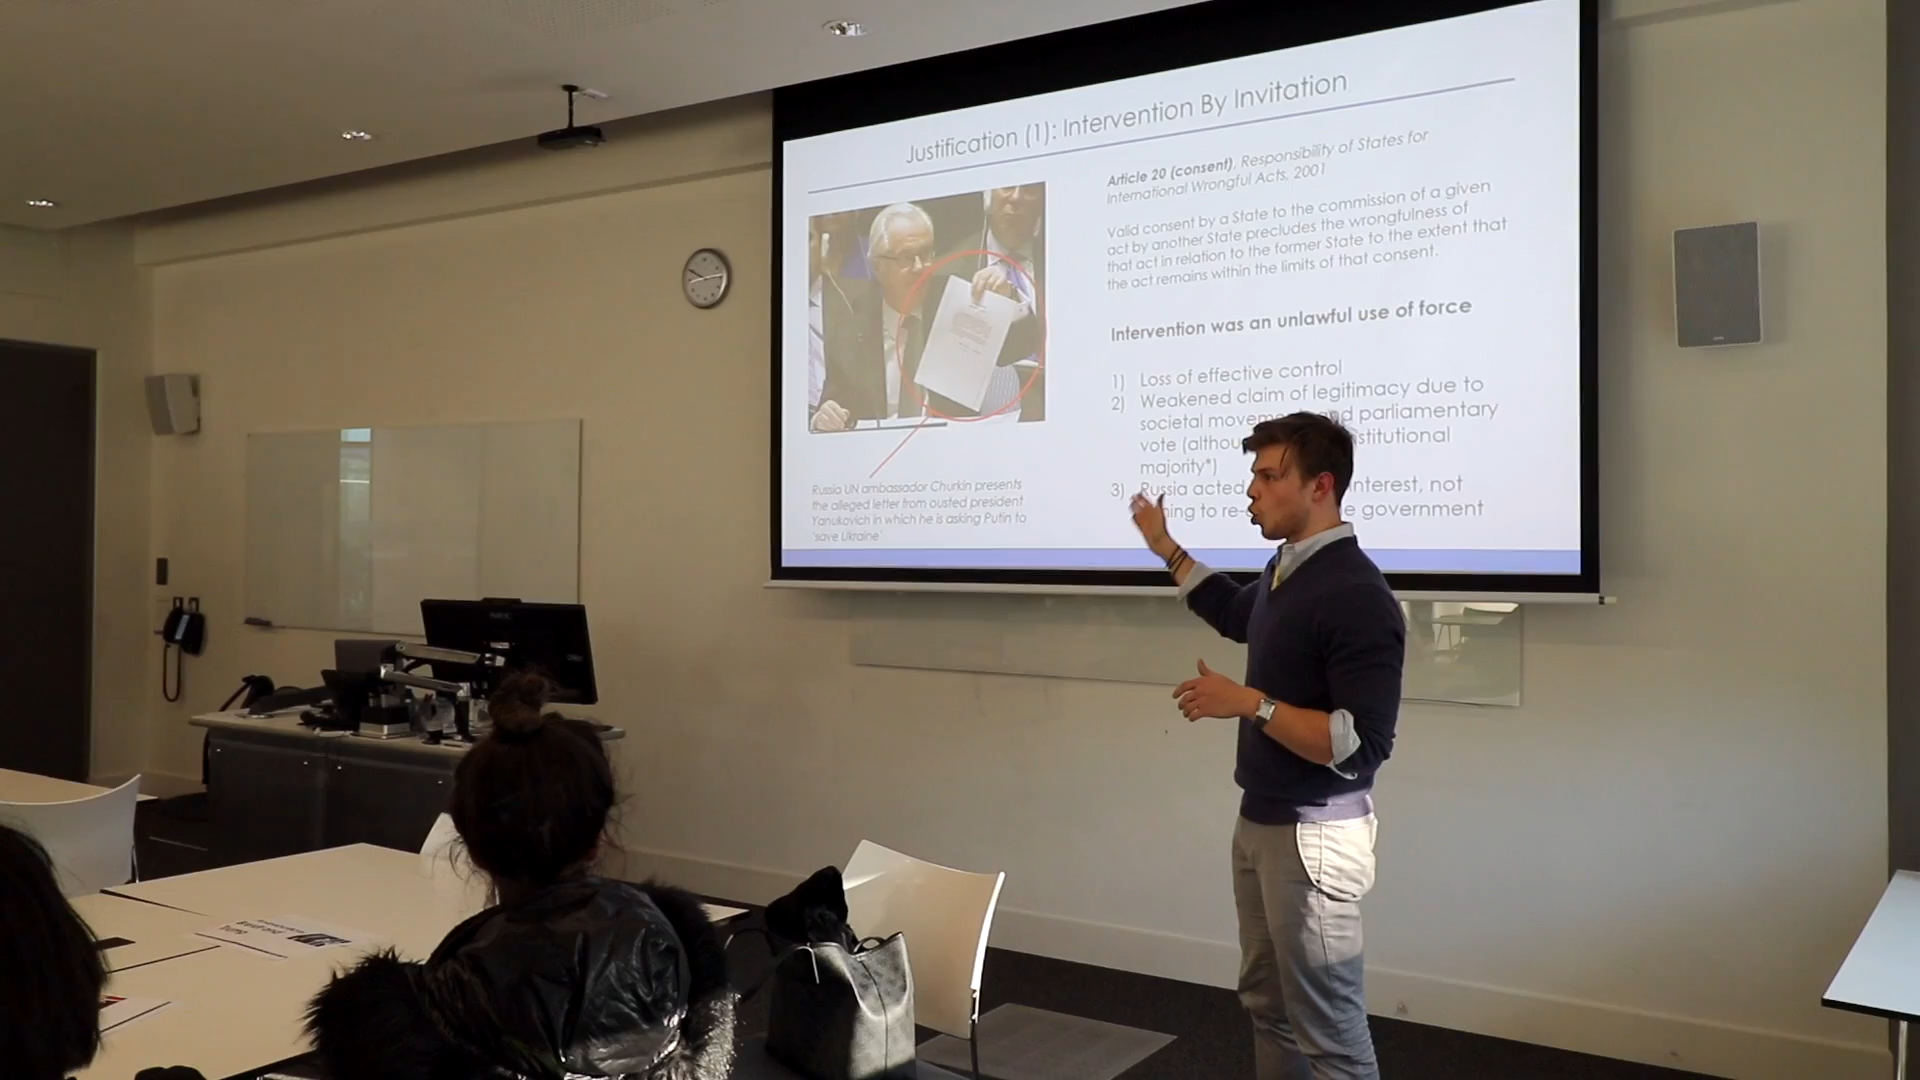 Justification (1): Intervention By Invitation
Article 20 (consent), Responsibility of States for
International Wrongful Acts, 2001
Valid consent by a State to the commission of a given
act by another State precludes the wrongfulness of
that act in relation to the former State to the extent that
the act remains within the limits of that consent.
Intervention was an unlawful use of force
1) Loss of effective control
2) Weakened claim of legitimacy due to
societal parliamentary
vote
majority*)
3) Russia acted interest, not
to government
Russia UN ambassador Churkin presents
the alleged letter from ousted president
Yanukovich in which he is asking Putin to
'save Ukraine'